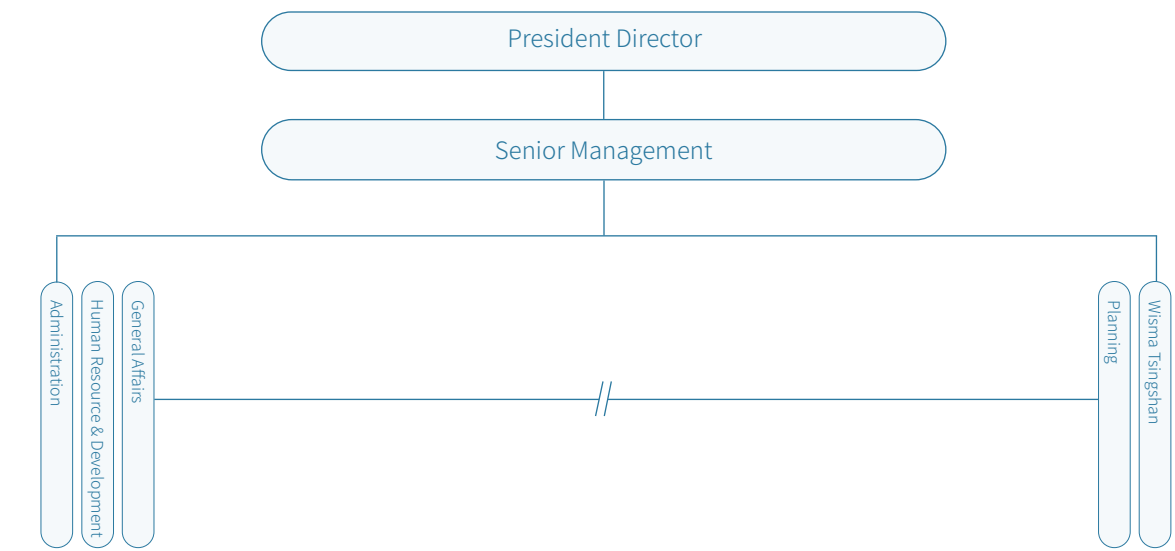 President Director
Senior Management
Administration
Human Resource & Development
General Affairs
Planning
Wisma Tsingshan